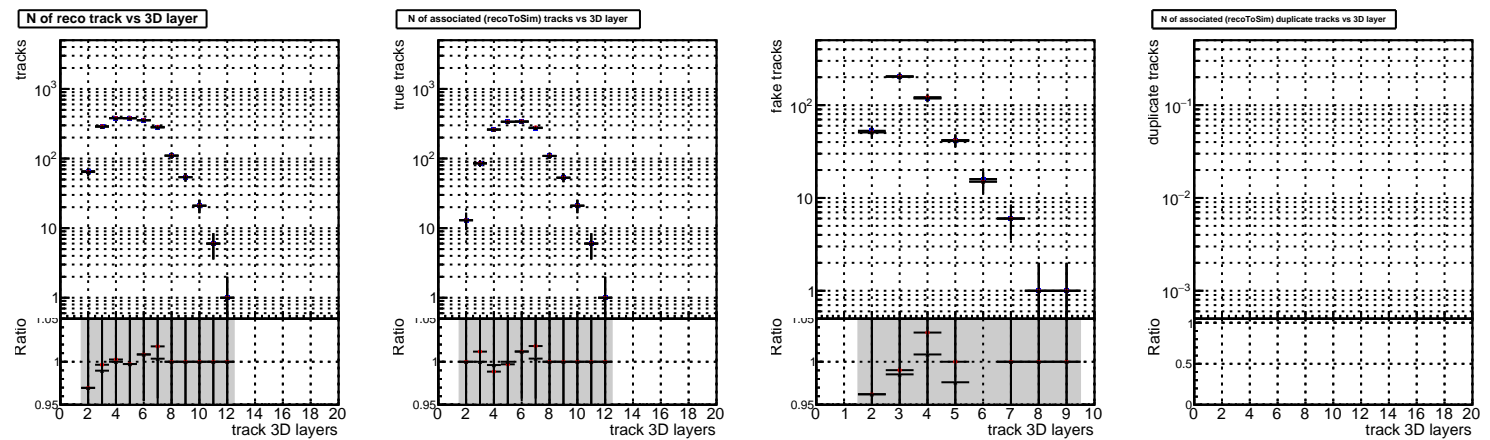 N of reco track vs 3D layer
tracks
10³
10²
10
1
Ratio
1.05
1
0.95
0 2 4 6 8 10 12 14 16 18 20
track 3D layers
N of associated (recoToSim) tracks vs 3D layer
true tracks
10³
10²
10
1
Ratio
1.05
1
0.95
0 2 4 6 8 10 12 14 16 18 20
track 3D layers
fake tracks
10²
10
1
Ratio
1.05
1
0.95
0 1 2 3 4 5 6 7 8 9 10
track 3D layers
N of associated (recoToSim) duplicate tracks vs 3D layer
duplicate tracks
10⁻¹
10⁻²
10⁻³
Ratio
1
0.5
0
0 2 4 6 8 10 12 14 16 18 20
track 3D layers